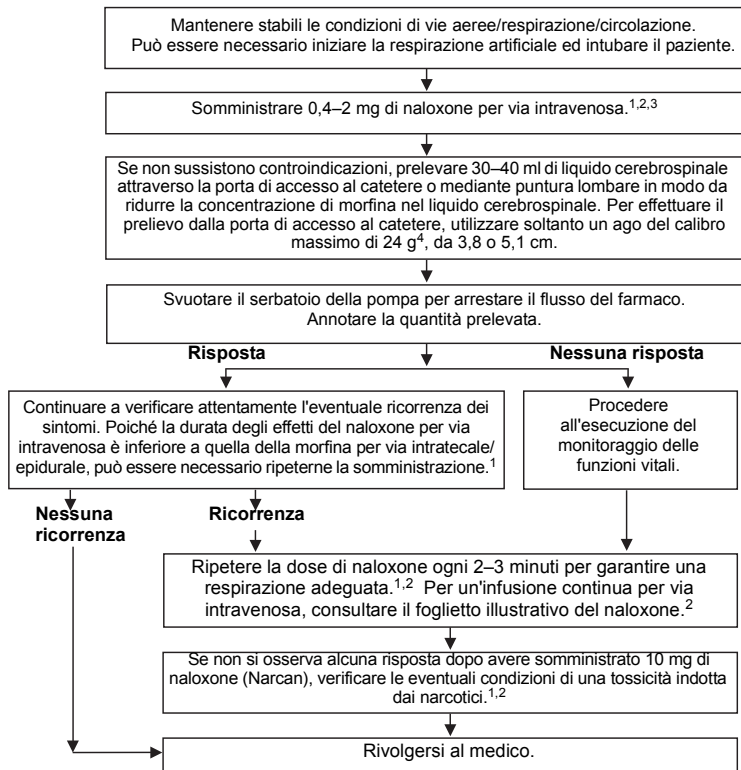 Mantenere stabili le condizioni di vie aeree/respirazione/circolazione.
Può essere necessario iniziare la respirazione artificiale ed intubare il paziente.
Somministrare 0,4–2 mg di naloxone per via intravenosa.1,2,3
Se non sussistono controindicazioni, prelevare 30–40 ml di liquido cerebrospinale
attraverso la porta di accesso al catetere o mediante puntura lombare in modo da
ridurre la concentrazione di morfina nel liquido cerebrospinale. Per effettuare il
prelievo dalla porta di accesso al catetere, utilizzare soltanto un ago del calibro
massimo di 24 g4, da 3,8 o 5,1 cm.
Svuotare il serbatoio della pompa per arrestare il flusso del farmaco.
Annotare la quantità prelevata.
Risposta
Nessuna risposta
Continuare a verificare attentamente l'eventuale ricorrenza dei
sintomi. Poiché la durata degli effetti del naloxone per via
intravenosa è inferiore a quella della morfina per via intratecale/
epidurale, può essere necessario ripeterne la somministrazione.1
Procedere
all'esecuzione del
monitoraggio delle
funzioni vitali.
Nessuna
ricorrenza
Ricorrenza
Ripetere la dose di naloxone ogni 2–3 minuti per garantire una
respirazione adeguata.1,2 Per un'infusione continua per via
intravenosa, consultare il foglietto illustrativo del naloxone.2
Se non si osserva alcuna risposta dopo avere somministrato 10 mg di
naloxone (Narcan), verificare le eventuali condizioni di una tossicità indotta
dai narcotici.1,2
Rivolgersi al medico.